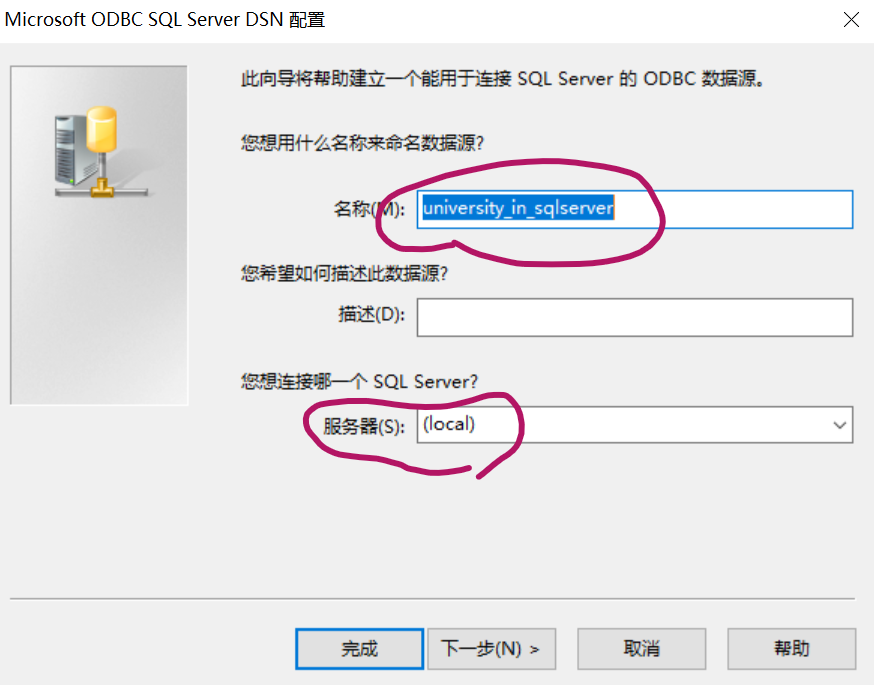 Microsoft ODBC SQL Server DSN 配置
此向导将帮助建立一个能用于连接 SQL Server 的 ODBC 数据源。
您想用什么名称来命名数据源?
名称(M): university_in_sqlserver
您希望如何描述此数据源?
描述(D):
您想连接哪一个 SQL Server?
服务器(S): (local)
完成 下一步(N) > 取消 帮助